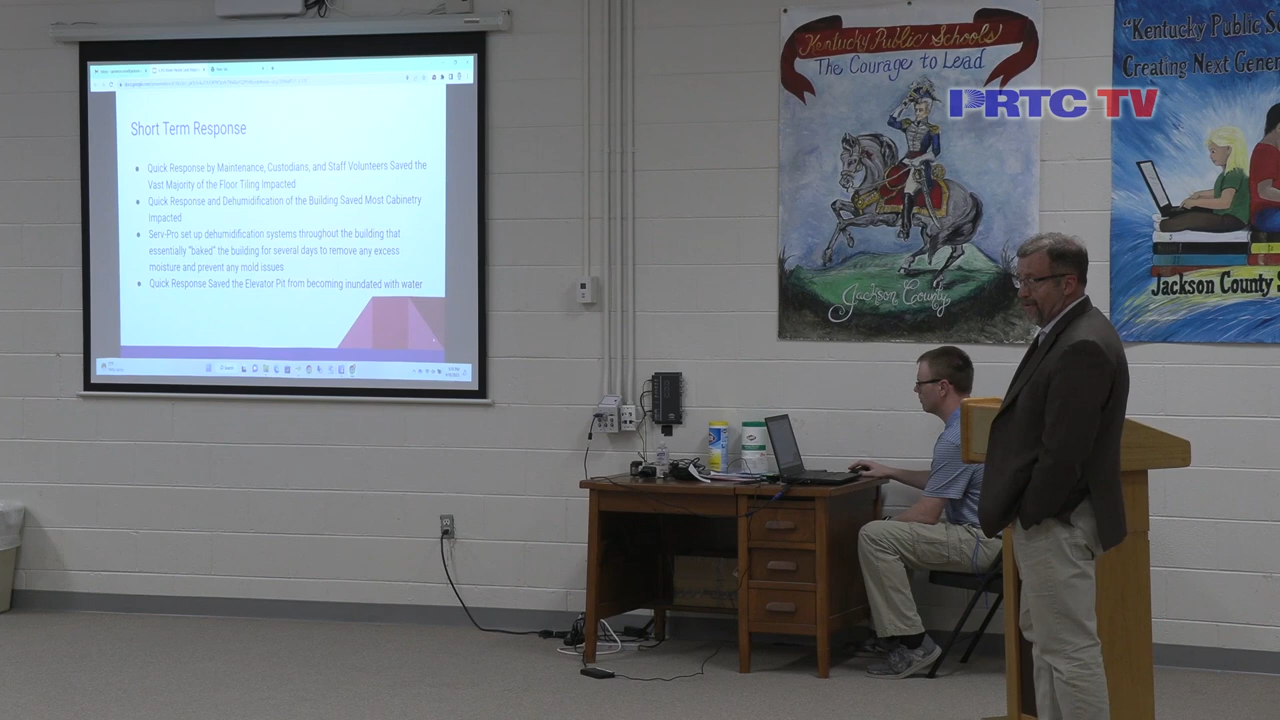 Short Term Response
Quick Response by Maintenance, Custodians, and Staff Volunteers Saved the
Vast Majority of the Floor Tiling Impacted
Quick Response and Dehumidification of the Building Saved Most Cabinetry
Impacted
Serv-Pro set up dehumidification systems throughout the building that
essentially "baked" the building for several days to remove any excess
moisture and prevent any mold issues
Quick Response Saved the Elevator Pit from becoming inundated with water
Kentucky Public Schools
The Courage to Lead
Jackson County
"Kentucky Public
Creating Next
Jackson County
PRTC TV